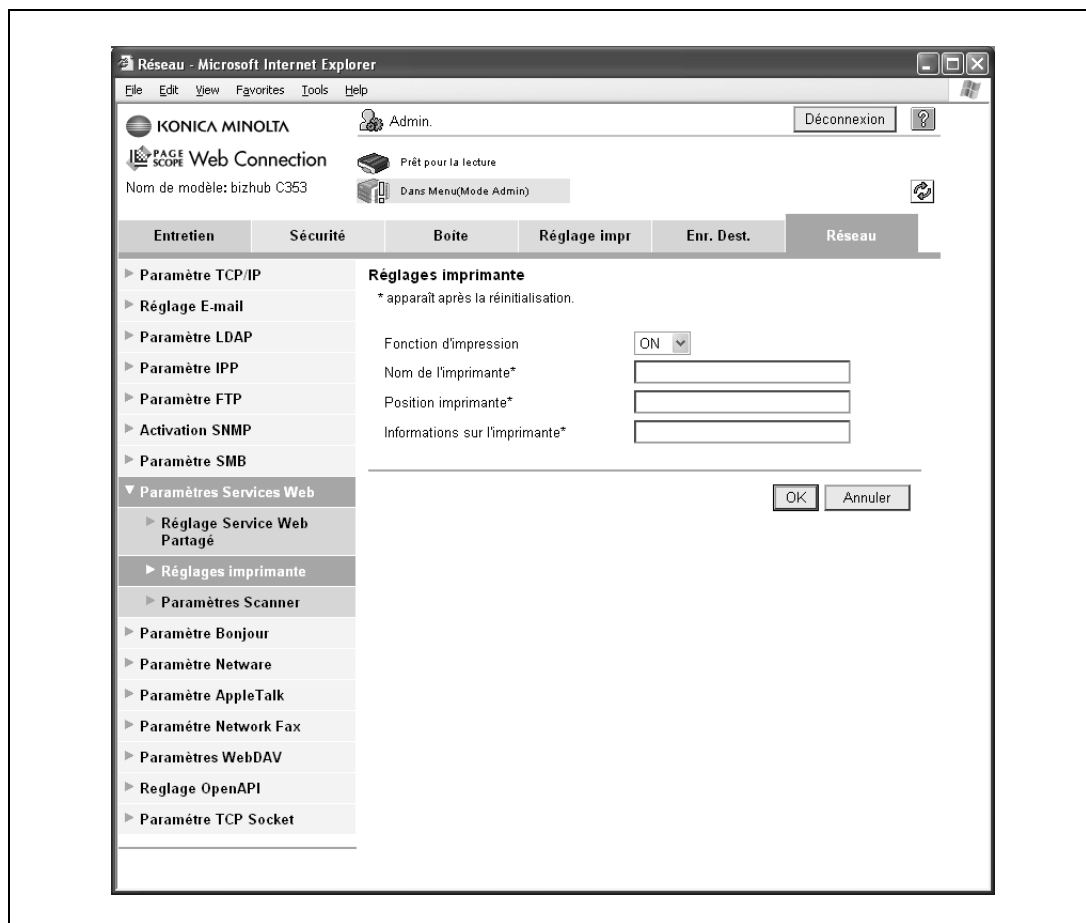 Réseau - Microsoft Internet Explorer
File Edit View Favorites Tools Help
KONICA MINOLTA
Admin.
Déconnexion
?
PAGE SCOPE Web Connection
Prêt pour la lecture
Nom de modèle: bizhub C353
Dans Menu(Mode Admin)
Entretien Sécurité Boîte Réglage impr Enr. Dest. Réseau
Paramètre TCP/IP
Réglage E-mail
Paramètre LDAP
Paramètre IPP
Paramètre FTP
Activation SNMP
Paramètre SMB
Paramètres Services Web
Réglage Service Web
Partagé
Réglages imprimante
Paramètres Scanner
Paramètre Bonjour
Paramètre Netware
Paramètre AppleTalk
Paramétre Network Fax
Paramètres WebDAV
Reglage OpenAPI
Paramétre TCP Socket
Réglages imprimante
* apparaît après la réinitialisation.
Fonction d'impression ON
Nom de l'imprimante*
Position imprimante*
Informations sur l'imprimante*
OK Annuler